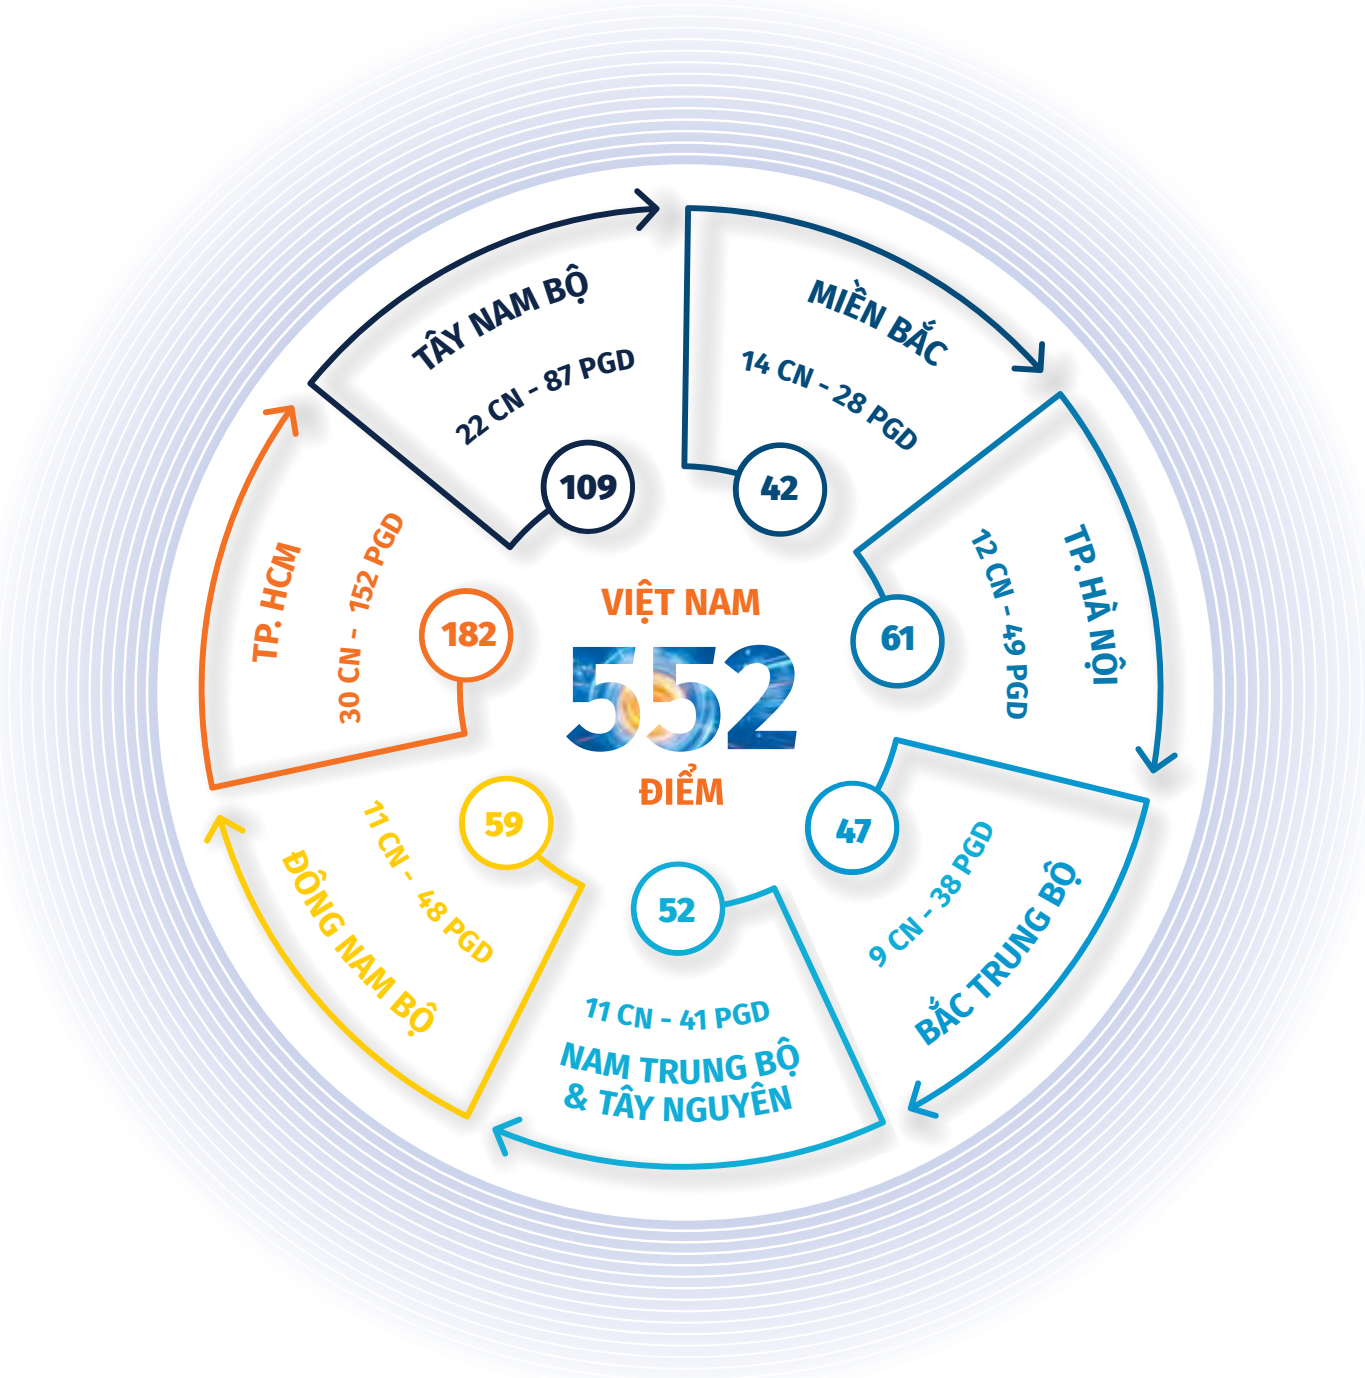 VIỆT NAM
552
ĐIỂM
MIỀN BẮC
14 CN - 28 PGD
42
TP. HÀ NỘI
12 CN - 49 PGD
61
BẮC TRUNG BỘ
9 CN - 38 PGD
47
52
11 CN - 41 PGD
NAM TRUNG BỘ
& TÂY NGUYÊN
59
11 CN - 48 PGD
ĐÔNG NAM BỘ
TP. HCM
30 CN - 152 PGD
182
TÂY NAM BỘ
22 CN - 87 PGD
109